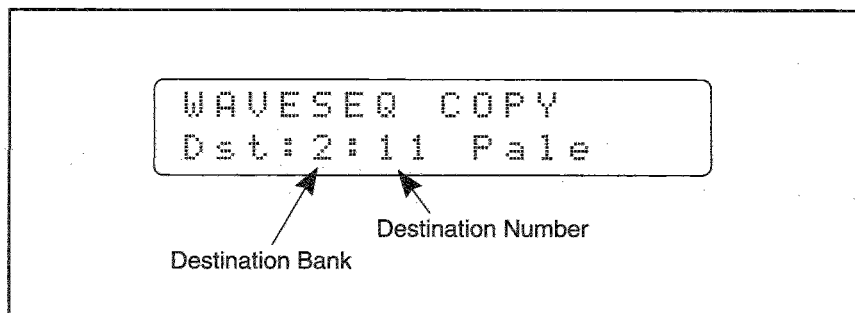 WAVESEQ COPY
Dst:2:11 Pale
Destination Number
Destination Bank